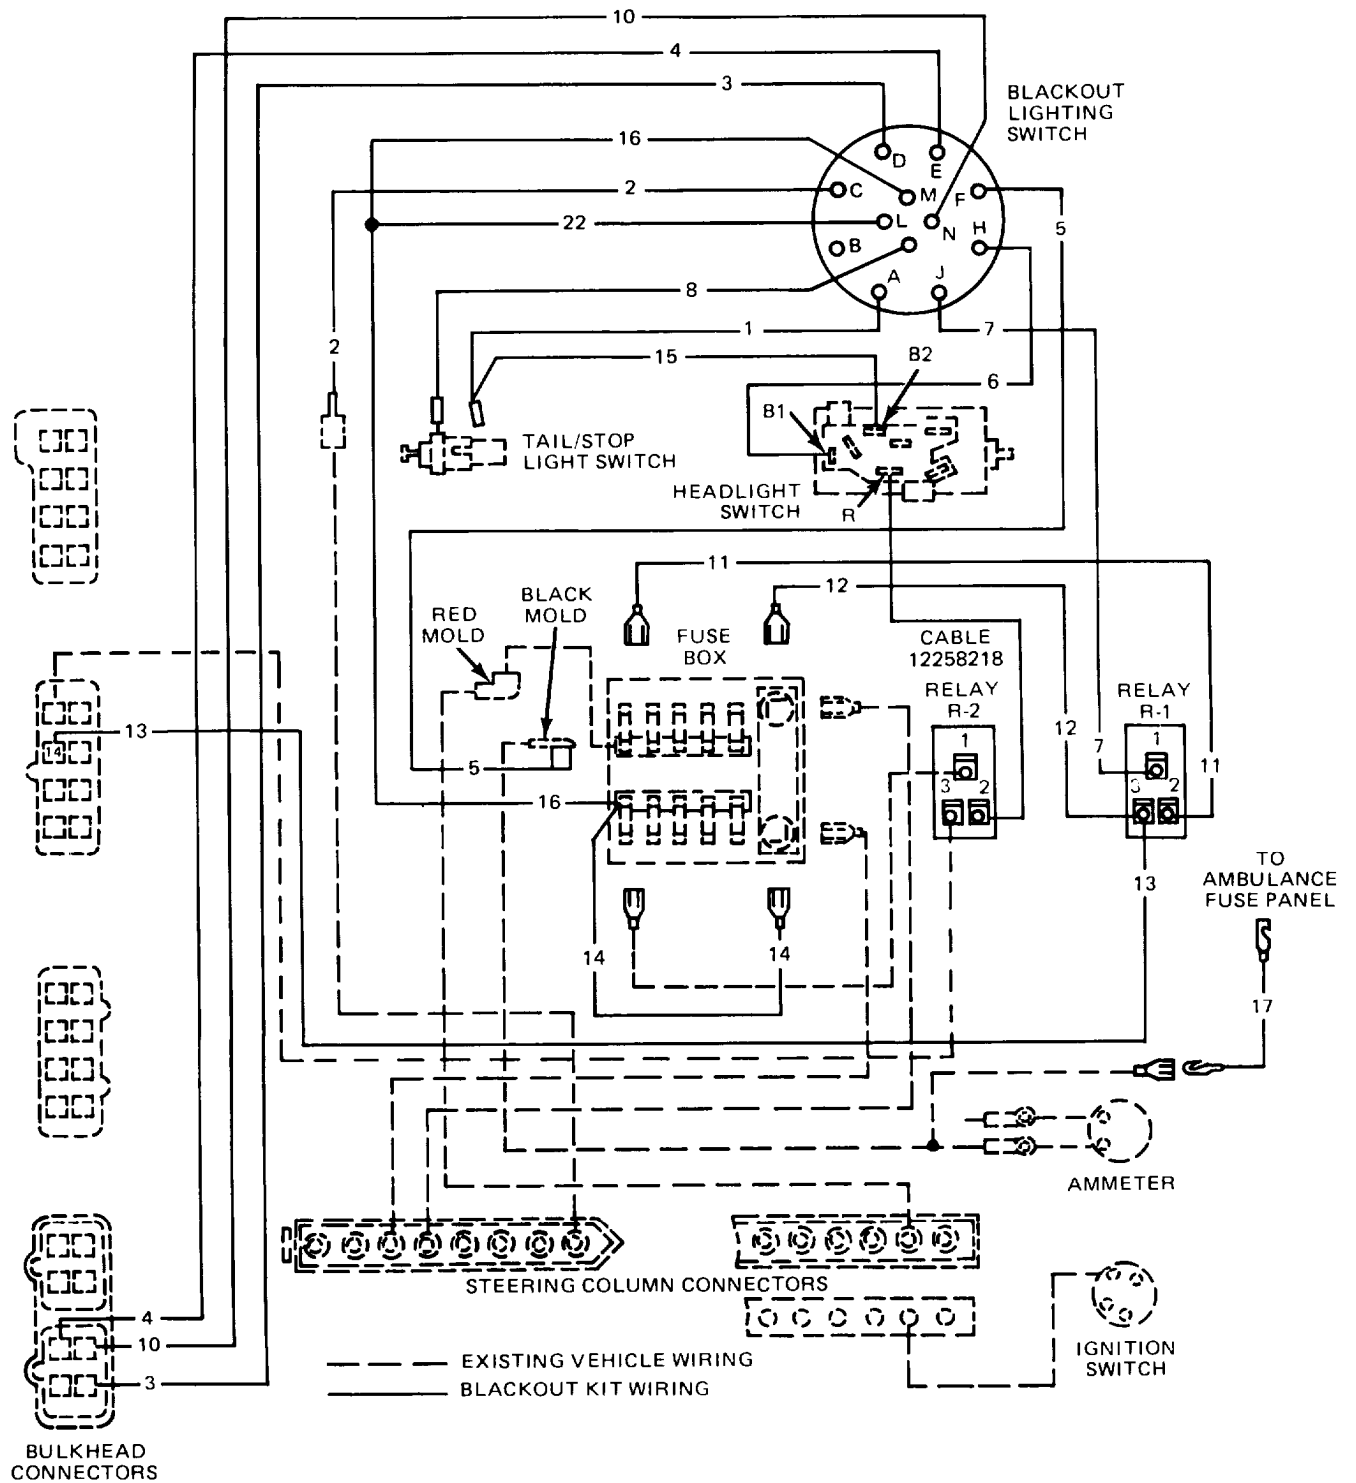 10
4
3
BLACKOUT
LIGHTING
SWITCH
16
D
E
2
C
M
F
22
L
N
H
5
B
8
A
J
1
7
2
15
B2
6
B1
TAIL/STOP
LIGHT SWITCH
HEADLIGHT
SWITCH
R
11
12
BLACK
MOLD
RED
MOLD
FUSE
BOX
CABLE
12258218
RELAY
R-2
RELAY
R-1
13
14
5
16
12
7
11
1
3
2
1
3
2
13
TO
AMBULANCE
FUSE PANEL
14
14
17
AMMETER
STEERING COLUMN CONNECTORS
4
10
3
IGNITION
SWITCH
EXISTING VEHICLE WIRING
BLACKOUT KIT WIRING
BULKHEAD
CONNECTORS